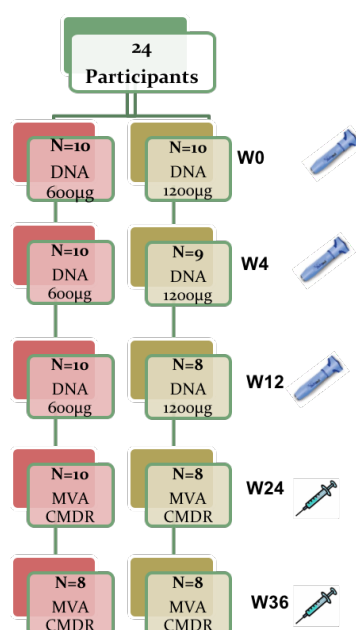 24
Participants
N=10
DNA
600µg
N=10
DNA
1200µg
W0
N=10
DNA
600µg
N=9
DNA
1200µg
W4
N=10
DNA
600µg
N=8
DNA
1200µg
W12
N=10
MVA
CMDR
N=8
MVA
CMDR
W24
N=8
MVA
CMDR
N=8
MVA
CMDR
W36